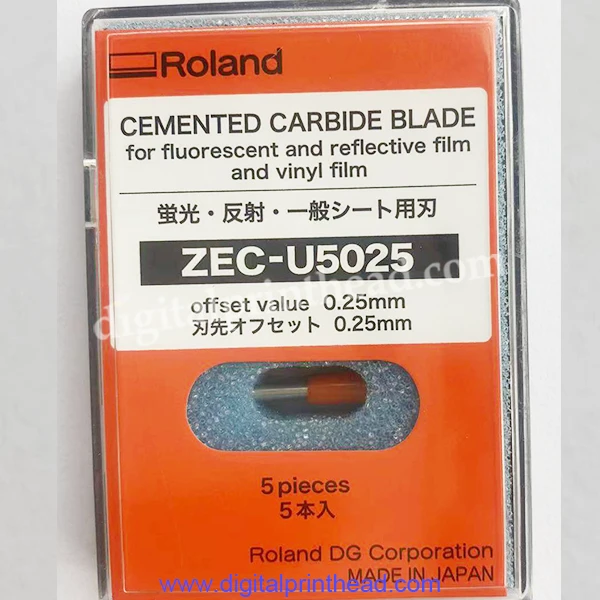 Roland
CEMENTED CARBIDE BLADE
for fluorescent and reflective film
and vinyl film
蛍光・反射・一般シート用刃
ZEC-U5025
digitalprinthead.com
offset value 0.25mm
刃先オフセット 0.25mm
5 pieces
5本入
Roland DG Corporation
MADE IN JAPAN
www.digitalprinthead.com